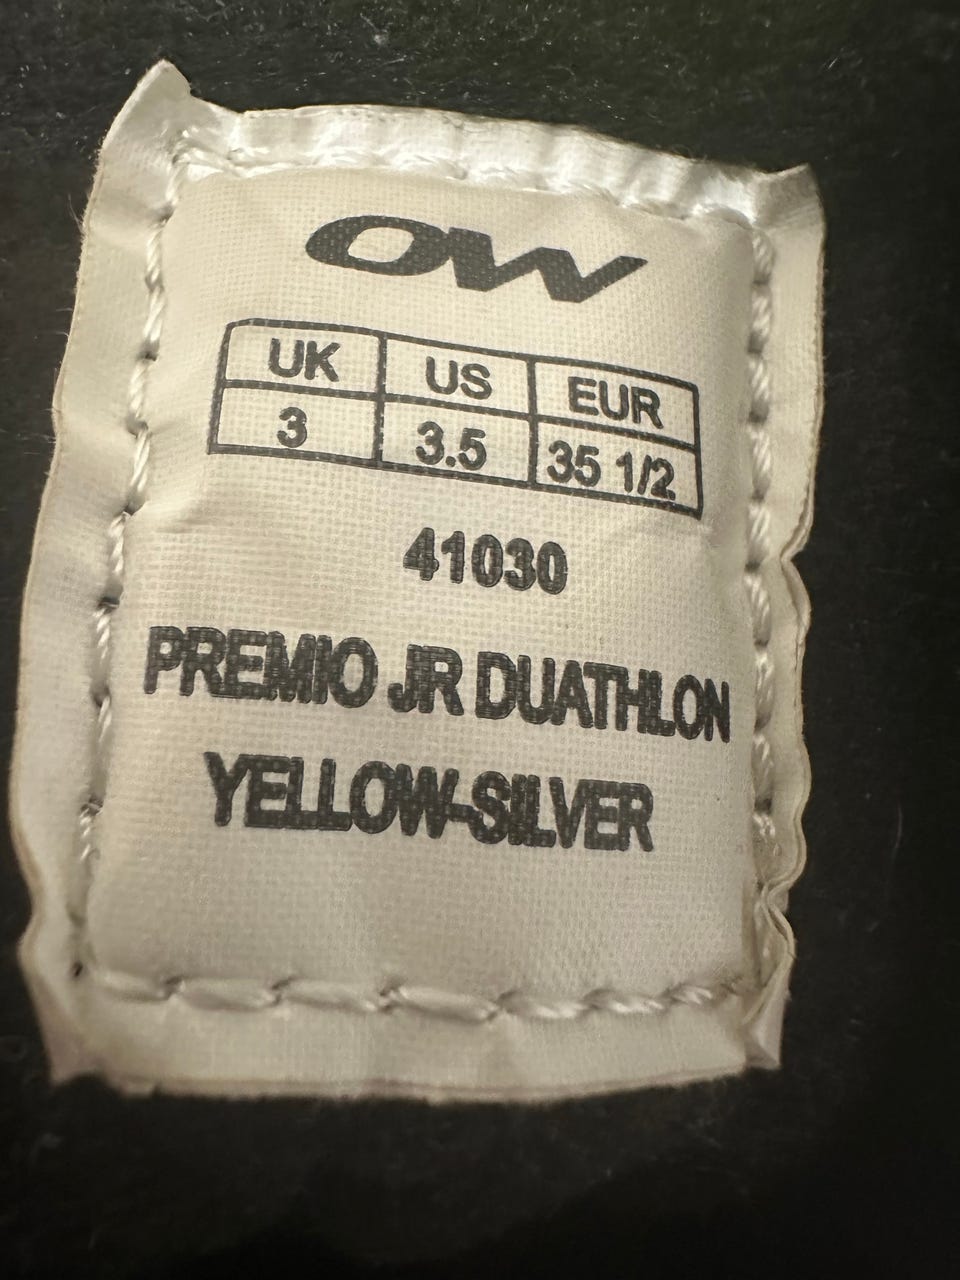 OW
UK US EUR
3 3.5 35 1/2
41030
PREMIO JR DUATHLON
YELLOW-SILVER